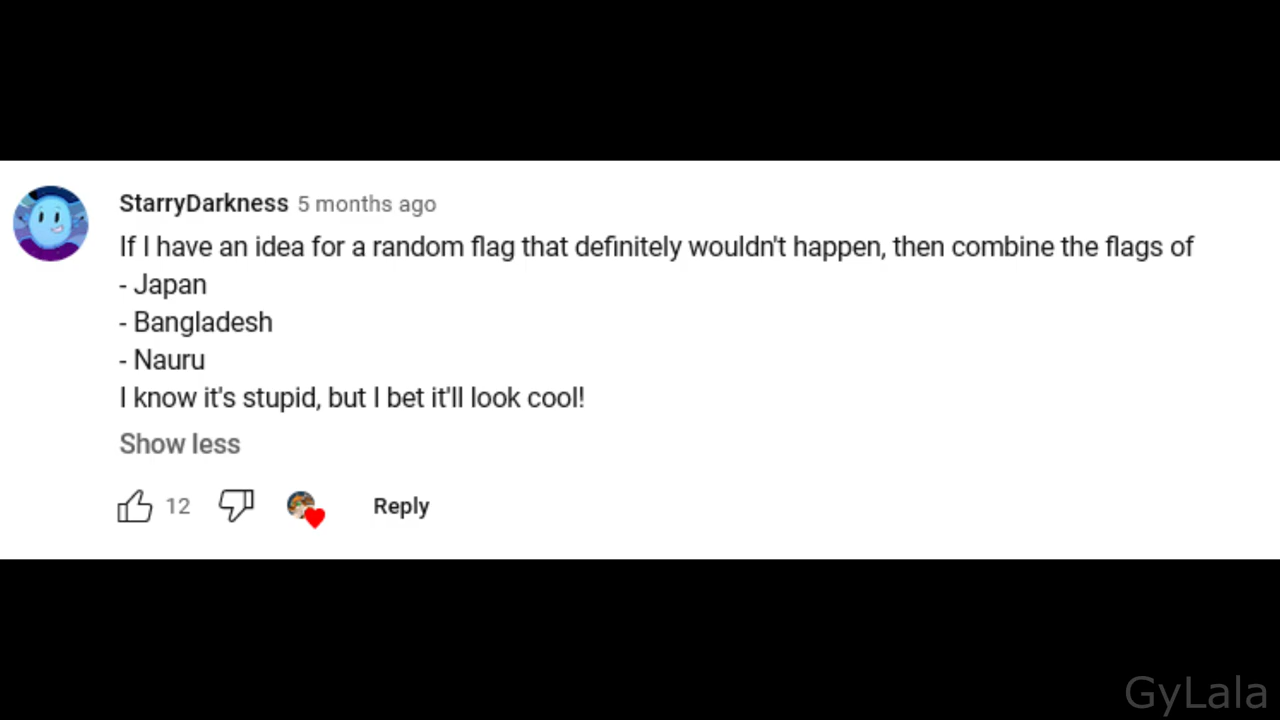 StarryDarkness 5 months ago
If I have an idea for a random flag that definitely wouldn't happen, then combine the flags of
- Japan
- Bangladesh
- Nauru
I know it's stupid, but I bet it'll look cool!
Show less
12 Reply
GyLala